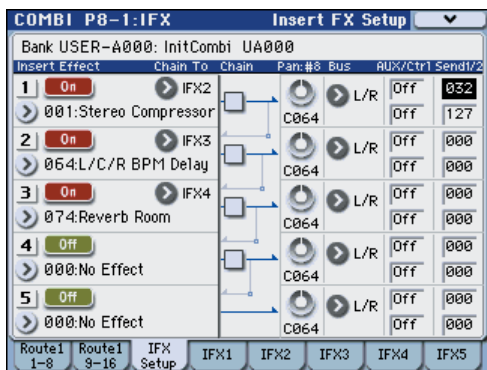 COMBI P8-1:IFX Insert FX Setup
Bank USER-A000: InitCombi UA000
Insert Effect Chain To Chain Pan:#8 Bus AUX/Ctrl Send1/2
1 On IFX2 L/R Off 032
001:Stereo Compressor C064 Off 127
2 On IFX3 L/R Off 000
064:L/C/R BPM Delay C064 Off 000
3 On IFX4 L/R Off 000
074:Reverb Room C064 Off 000
4 Off L/R Off 000
000:No Effect C064 Off 000
5 Off L/R Off 000
000:No Effect C064 Off 000
Route1 1-8 Route1 9-16 IFX Setup IFX1 IFX2 IFX3 IFX4 IFX5